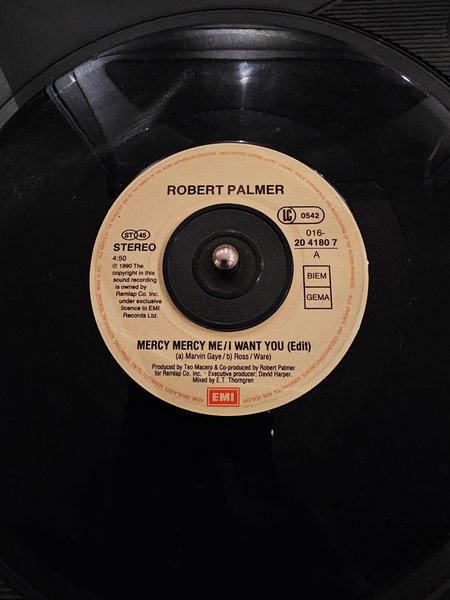 ROBERT PALMER
LC 0542
016-
20 4180 7
A
BIEM
GEMA
ST 45
STEREO
4:50
℗ 1990 The
copyright in this
sound recording
is owned by
Remlap Co. Inc.
under exclusive
licence to EMI
Records Ltd.
MERCY MERCY ME/I WANT YOU (Edit)
(a) Marvin Gaye/b) Ross/Ware)
Produced by Teo Macero & Co-produced by Robert Palmer
for Remlap Co. Inc. · Executive producer: David Harper.
Mixed by E.T. Thorngren
EMI